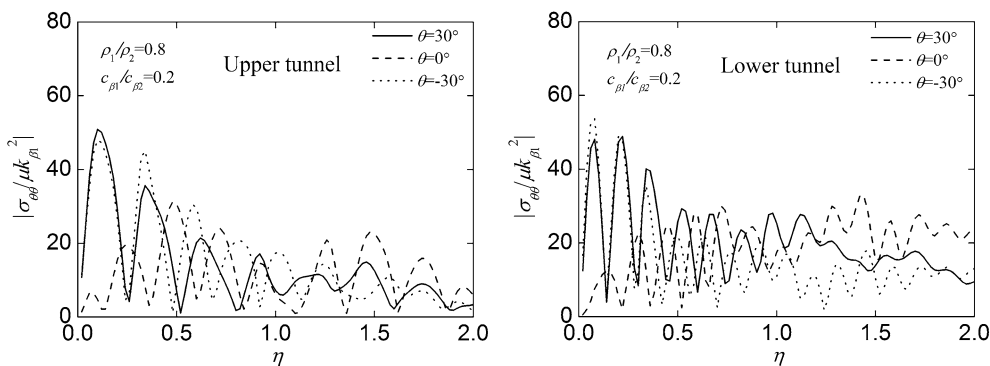 80
60
40
20
0
|σθθ/μkβ1²|
ρ1/ρ2=0.8
cβ1/cβ2=0.2
Upper tunnel
θ=30°
θ=0°
θ=-30°
0.0 0.5 1.0 1.5 2.0
η
80
60
40
20
0
|σθθ/μkβ1²|
ρ1/ρ2=0.8
cβ1/cβ2=0.2
Lower tunnel
θ=30°
θ=0°
θ=-30°
0.0 0.5 1.0 1.5 2.0
η